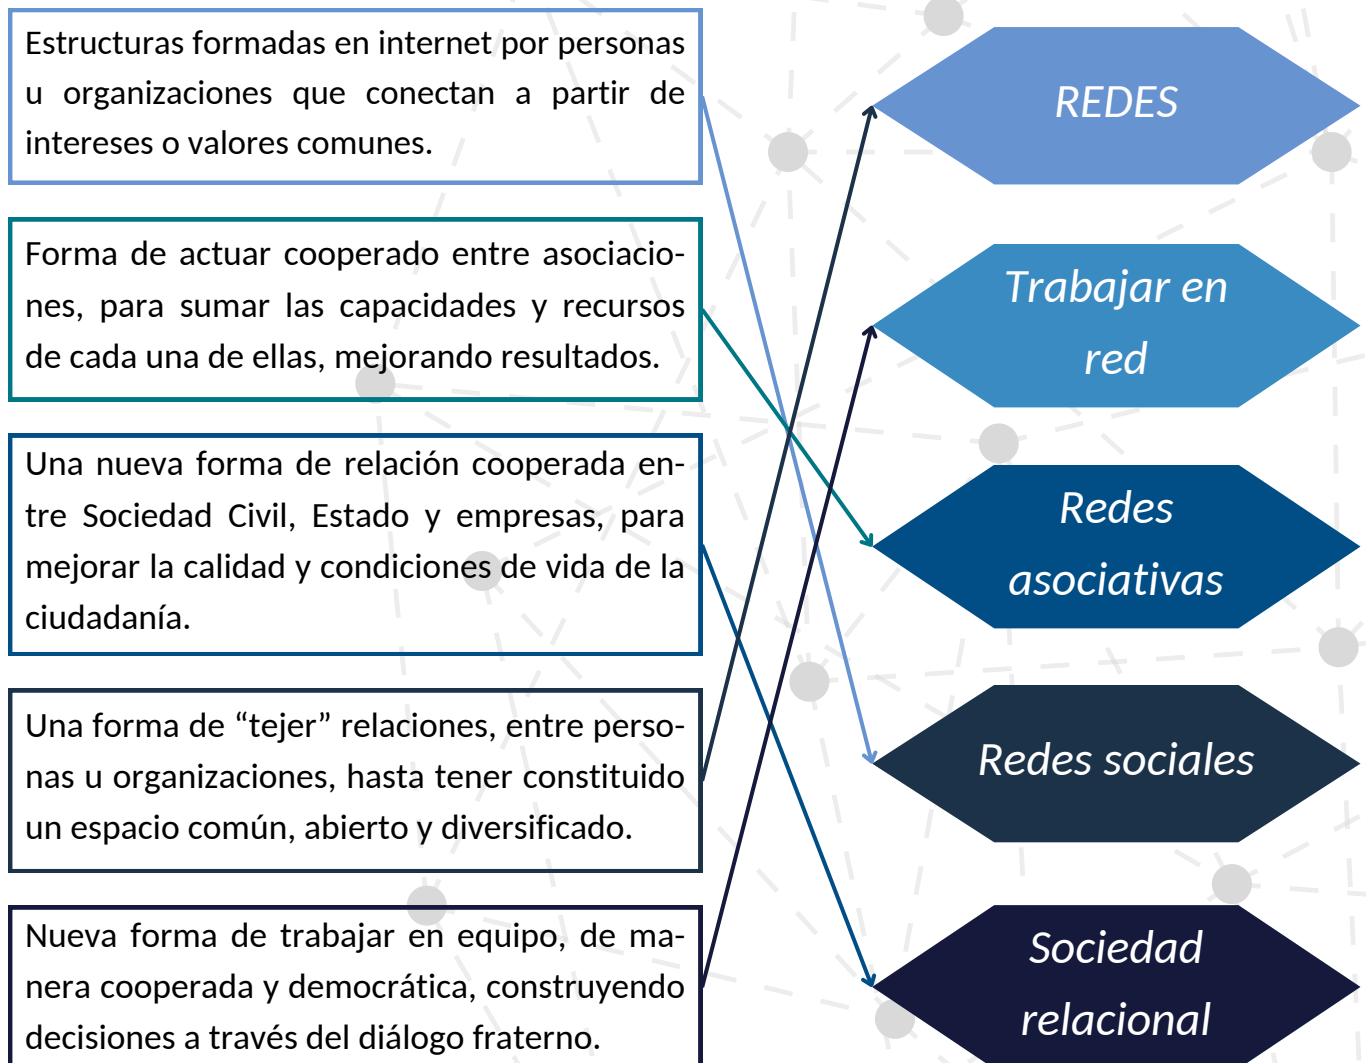 Estructuras formadas en internet por personas
u organizaciones que conectan a partir de
intereses o valores comunes.
Forma de actuar cooperado entre asociacio-
nes, para sumar las capacidades y recursos
de cada una de ellas, mejorando resultados.
Una nueva forma de relación cooperada en-
tre Sociedad Civil, Estado y empresas, para
mejorar la calidad y condiciones de vida de la
ciudadanía.
Una forma de “tejer” relaciones, entre perso-
nas u organizaciones, hasta tener constituido
un espacio común, abierto y diversificado.
Nueva forma de trabajar en equipo, de ma-
nera cooperada y democrática, construyendo
decisiones a través del diálogo fraterno.
REDES
Trabajar en
red
Redes
asociativas
Redes sociales
Sociedad
relacional